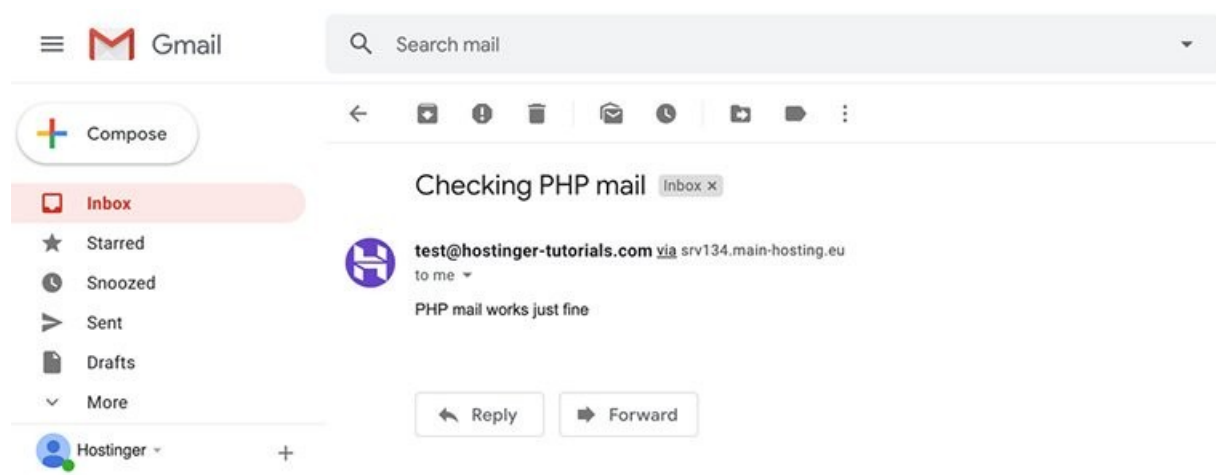 Gmail
Search mail
Compose
Checking PHP mail Inbox ×
Inbox
Starred
Snoozed
Sent
Drafts
More
Hostinger
test@hostinger-tutorials.com via srv134.main-hosting.eu
to me
PHP mail works just fine
Reply Forward